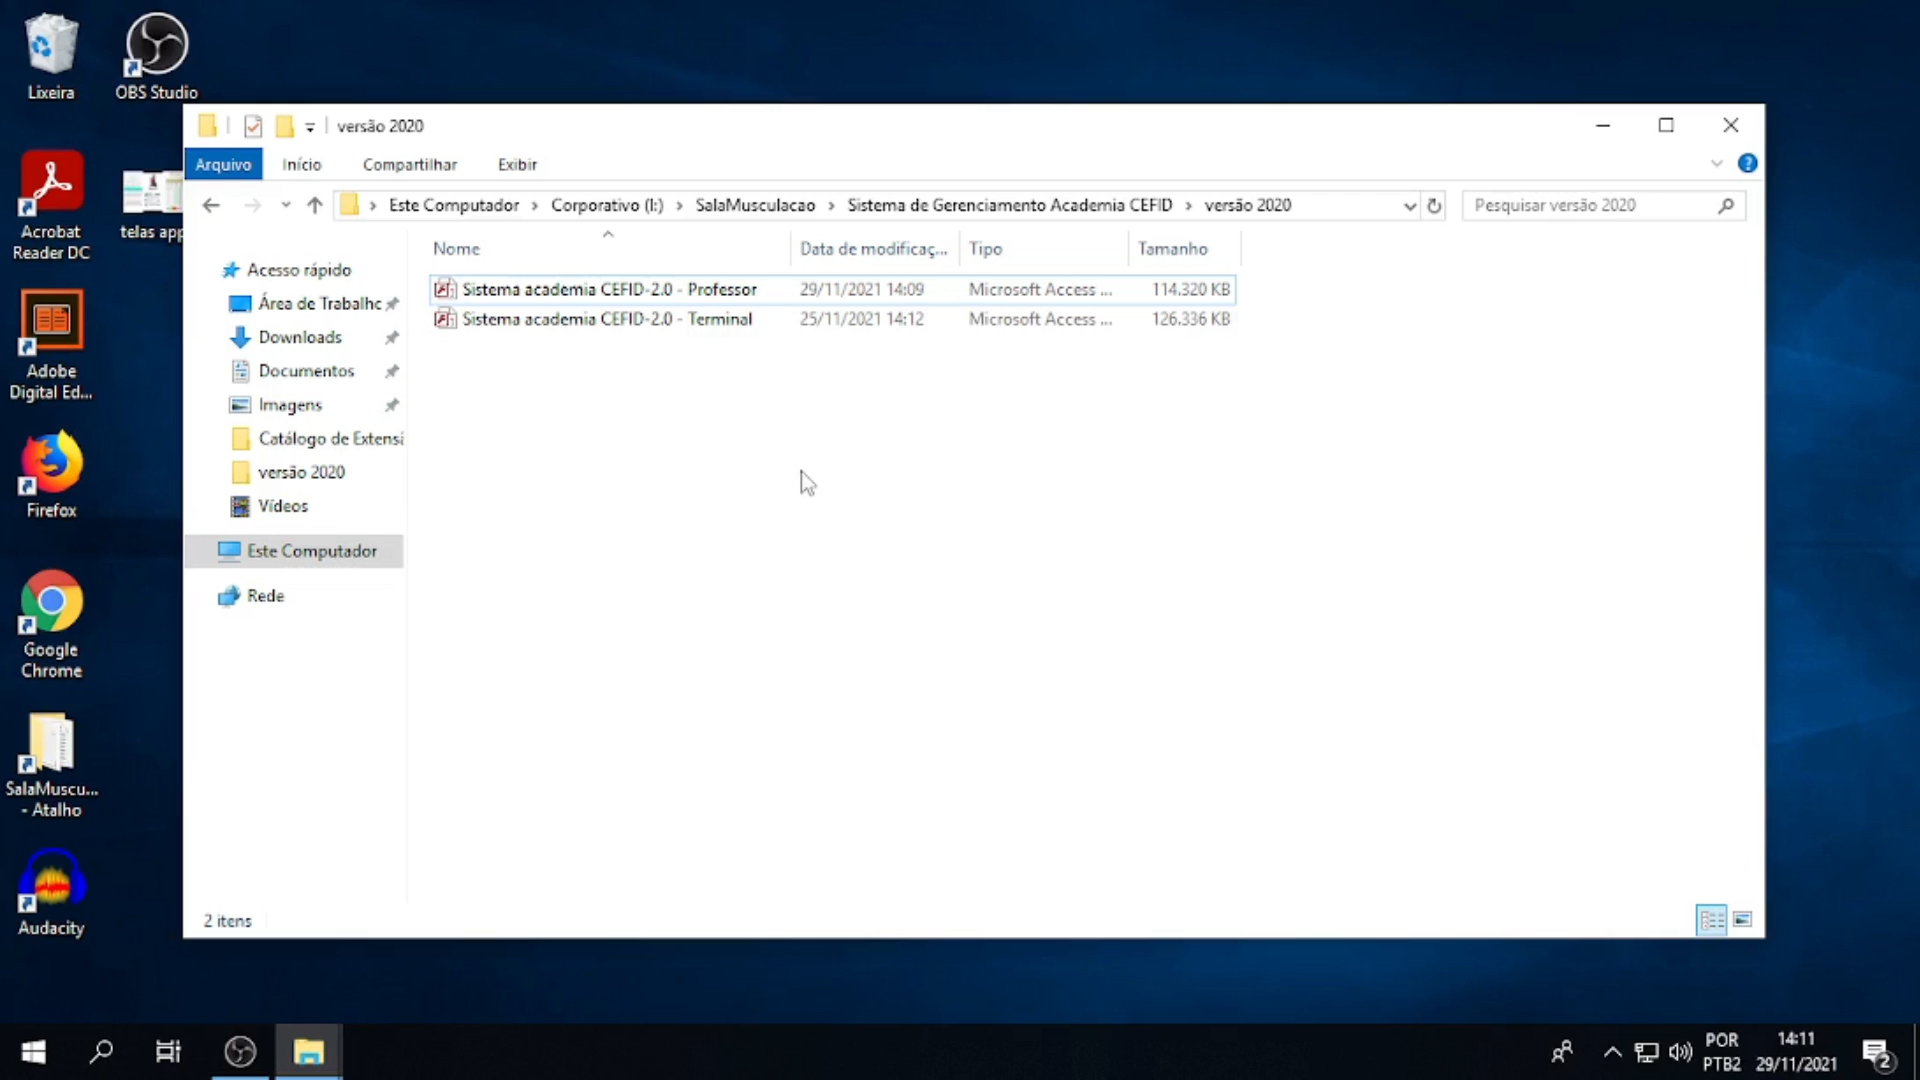 Lixeira
OBS Studio
Acrobat
Reader DC
telas app
Adobe
Digital Ed...
Firefox
Google
Chrome
SalaMuscu...
- Atalho
Audacity
versão 2020
Arquivo Início Compartilhar Exibir
Este Computador › Corporativo (I:) › SalaMusculacao › Sistema de Gerenciamento Academia CEFID › versão 2020
Pesquisar versão 2020
Nome Data de modificaç... Tipo Tamanho
Sistema academia CEFID-2.0 - Professor 29/11/2021 14:09 Microsoft Access ... 114.320 KB
Sistema academia CEFID-2.0 - Terminal 25/11/2021 14:12 Microsoft Access ... 126.336 KB
Acesso rápido
Área de Trabalho
Downloads
Documentos
Imagens
Catálogo de Extensã
versão 2020
Vídeos
Este Computador
Rede
2 itens
POR
PTB2
14:11
29/11/2021
2